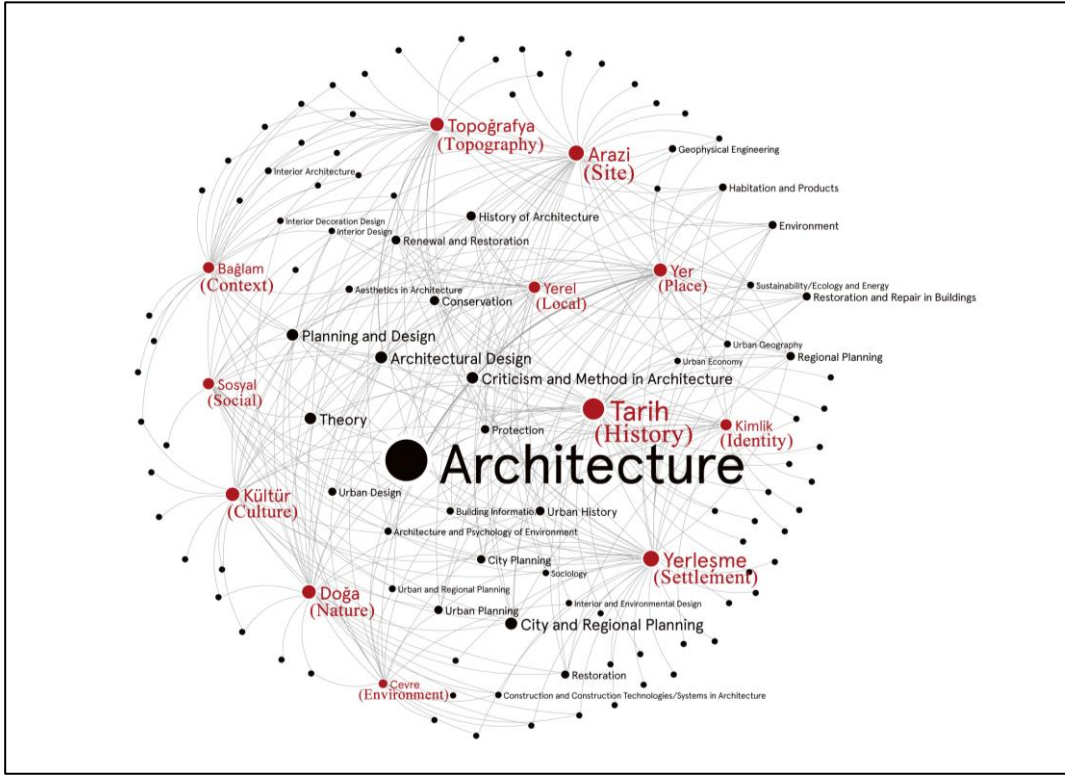 Topoğrafya
(Topography)
Arazi
(Site)
Geophysical Engineering
Interior Architecture
Habitation and Products
History of Architecture
Interior Decoration Design
Environment
Interior Design
Renewal and Restoration
Bağlam
(Context)
Yer
(Place)
Yerel
(Local)
Sustainability/Ecology and Energy
Aesthetics in Architecture
Restoration and Repair in Buildings
Conservation
Planning and Design
Urban Geography
Architectural Design
Regional Planning
Urban Economy
Criticism and Method in Architecture
Sosyal
(Social)
Tarih
(History)
Theory
Kimlik
(Identity)
Protection
Architecture
Urban Design
Kültür
(Culture)
Building Information
Urban History
Architecture and Psychology of Environment
City Planning
Yerleşme
(Settlement)
Sociology
Doğa
(Nature)
Urban and Regional Planning
Interior and Environmental Design
Urban Planning
City and Regional Planning
Restoration
Çevre
(Environment)
Construction and Construction Technologies/Systems in Architecture